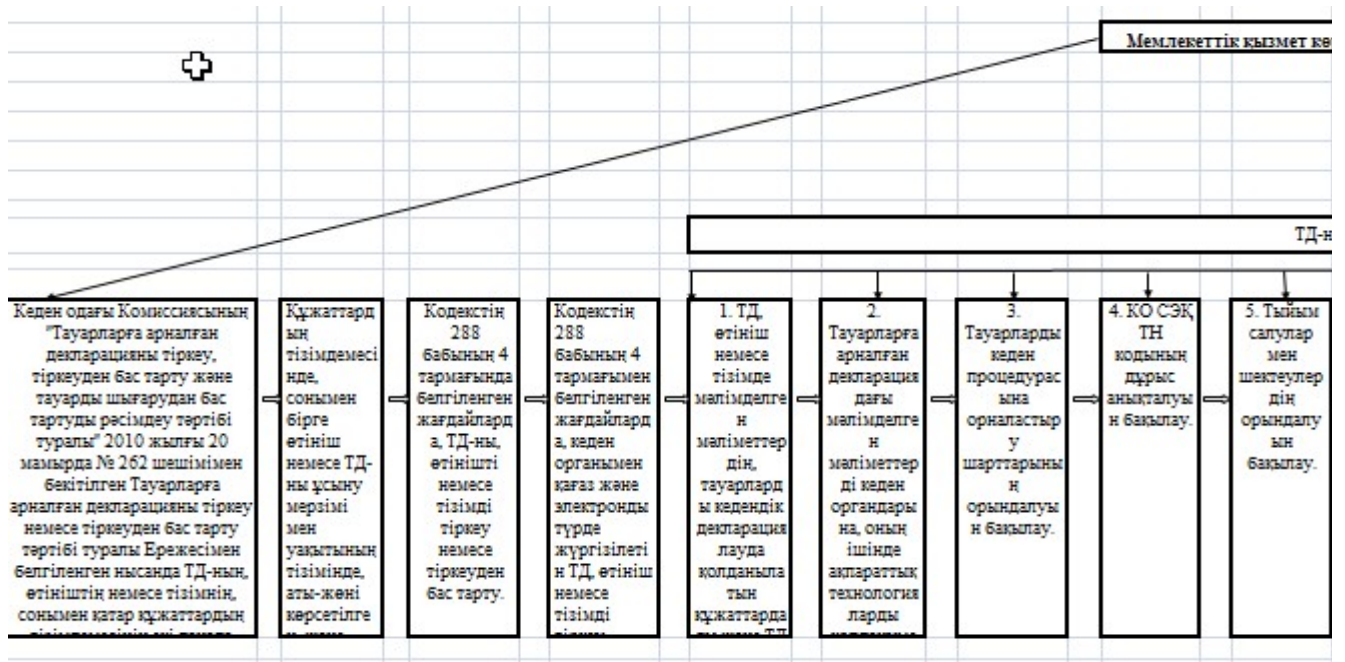 Мемлекеттік қызмет
ТД-н
Кеден одағы Комиссиясының
"Тауарларға арналған
декларацияны тіркеу,
тіркеуден бас тарту және
тауарды шығарудан бас
тартуды рәсімдеу тәртібі
туралы" 2010 жылғы 20
мамырда № 262 шешімімен
бекітілген Тауарларға
арналған декларацияны тіркеу
немесе тіркеуден бас тарту
тәртібі туралы Ережесімен
белгіленген нысанда ТД-ның,
өтініштің немесе тізімнің,
сонымен қатар құжаттардың
Құжаттард
ың
тізімдемесі
нде,
сонымен
бірге
өтініш
немесе ТД-
ны ұсыну
мерзімі
мен
уақытының
тізімінде,
аты-жөні
көрсетілге
Кодекстің
288
бабының 4
тармағында
белгіленген
жағдайлард
а, ТД-ны,
өтінішті
немесе
тізімді
тіркеу
немесе
тіркеуден
бас тарту.
Кодекстің
288
бабының 4
тармағымен
белгіленген
жағдайлард
а, кеден
органымен
қағаз және
электронды
түрде
жүргізілеті
н ТД, өтініш
немесе
тізімді
1. ТД,
өтініш
немесе
тізімде
мәлімделге
н
мәліметтер
дің,
тауарлард
ы кедендік
декларация
лауда
қолданыла
тын
құжаттарда
2.
Тауарларға
арналған
декларация
дағы
мәлімделге
н
мәліметтер
ді кеден
органдары
на, оның
ішінде
ақпараттық
технология
ларды
3.
Тауарларды
кеден
процедурас
ына
орналастыр
у
шарттарының
ң
орындалуы
н бақылау.
4. КО СЭҚ
ТН
кодының
дұрыс
анықталуы
н бақылау.
5. Тыйым
салулар
мен
шектеулер
дің
орындалу
ын
бақылау.